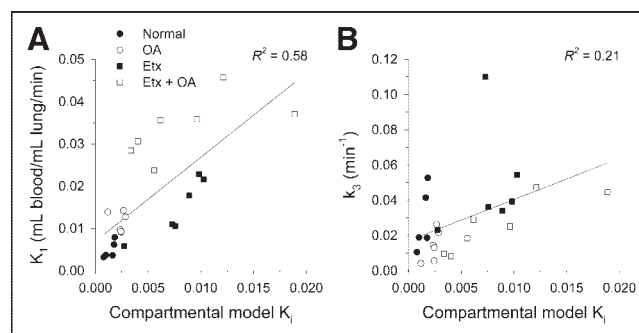 A
Normal
OA
Etx
Etx + OA
R² = 0.58
K₁ (mL blood/mL lung/min)
0.05
0.04
0.03
0.02
0.01
0.00
0.000 0.005 0.010 0.015 0.020
Compartmental model Kᵢ
B
R² = 0.21
k₃ (min⁻¹)
0.12
0.10
0.08
0.06
0.04
0.02
0.00
0.000 0.005 0.010 0.015 0.020
Compartmental model Kᵢ